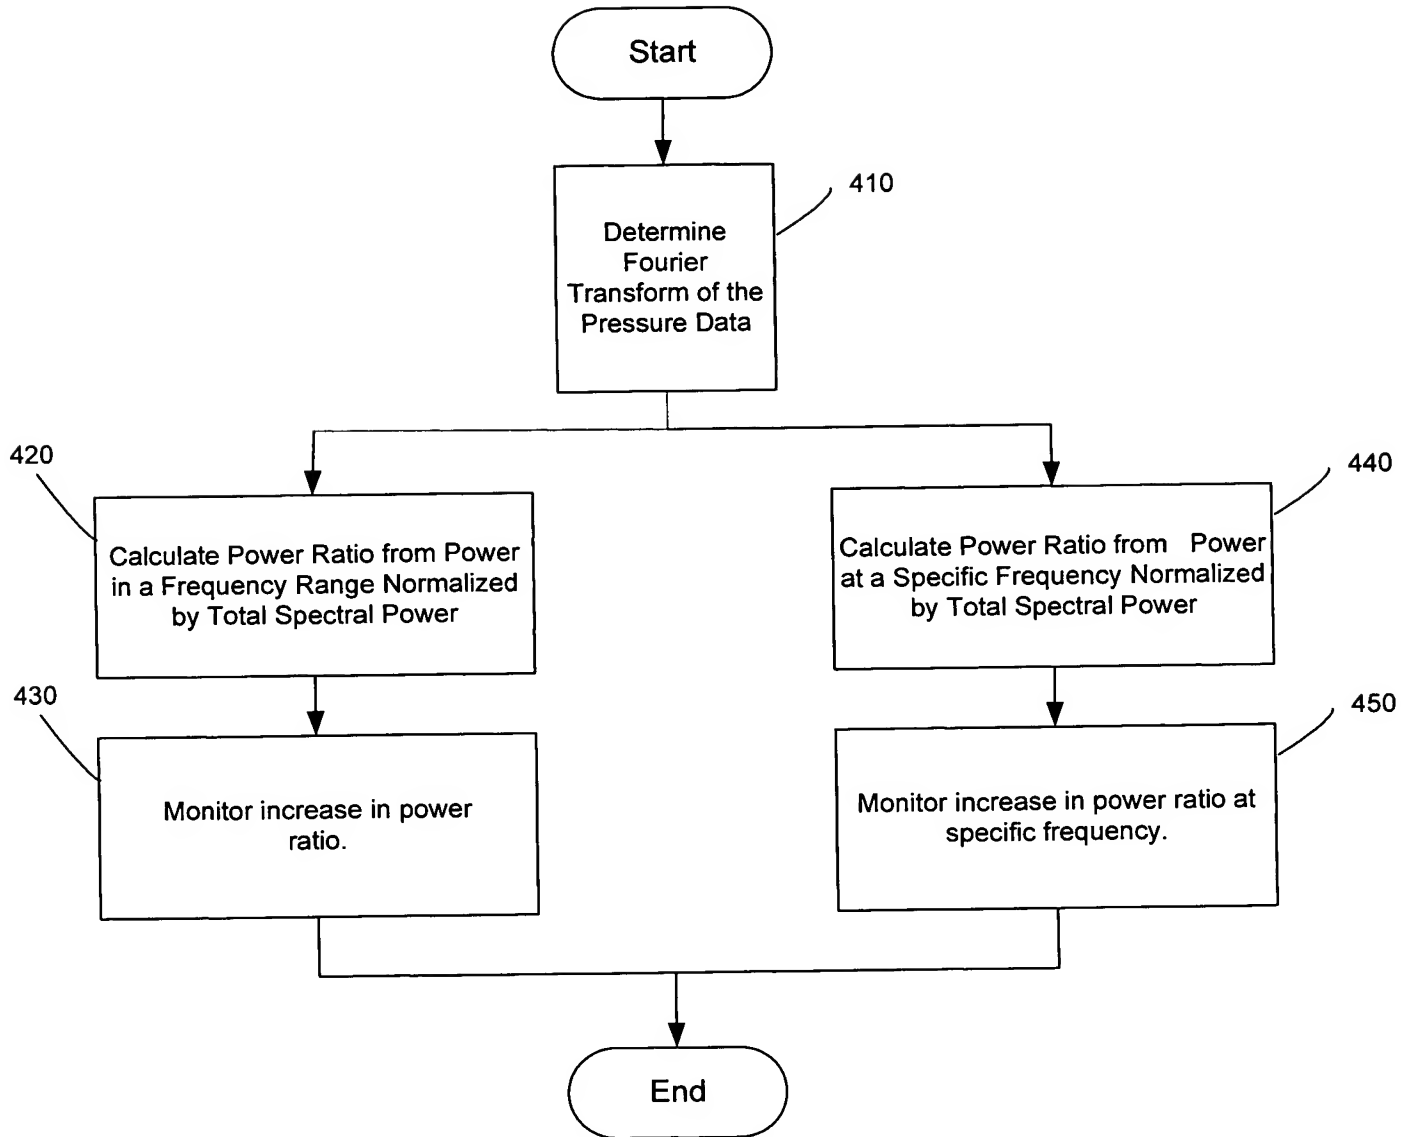 Start
410
Determine
Fourier
Transform of the
Pressure Data
420
Calculate Power Ratio from Power
in a Frequency Range Normalized
by Total Spectral Power
440
Calculate Power Ratio from Power
at a Specific Frequency Normalized
by Total Spectral Power
430
Monitor increase in power
ratio.
450
Monitor increase in power ratio at
specific frequency.
End